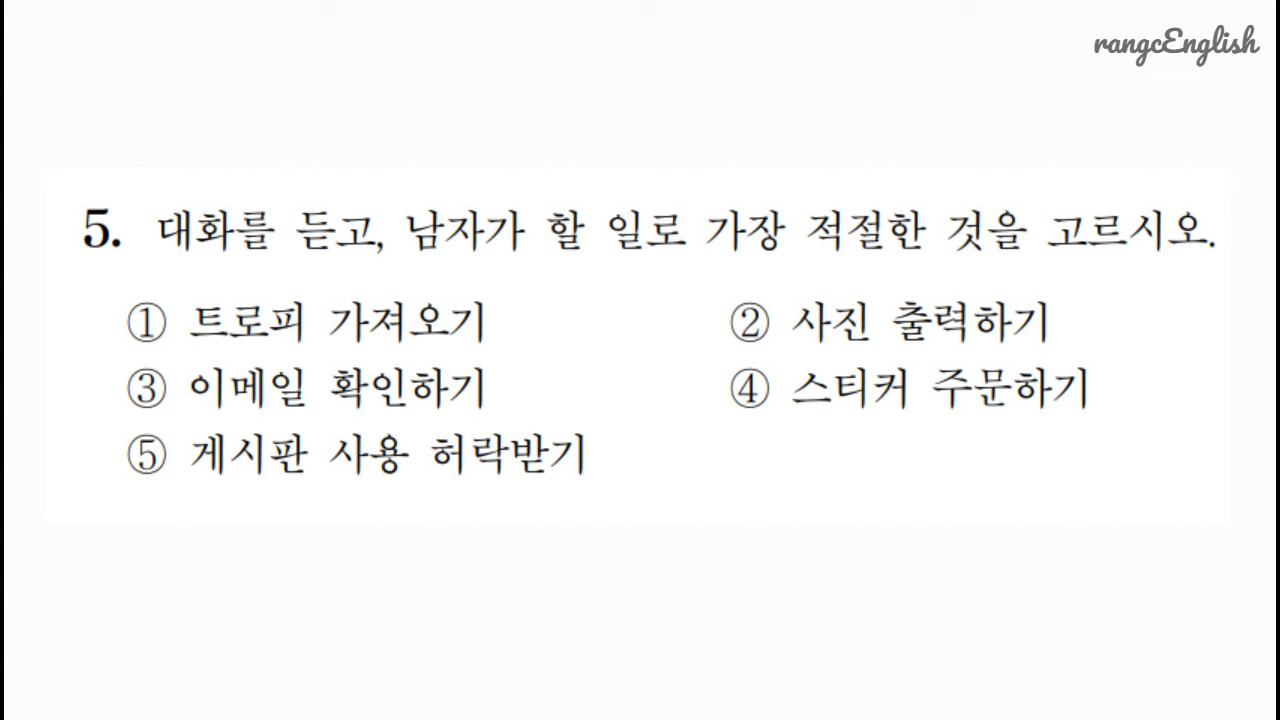 rangcEnglish
5. 대화를 듣고, 남자가 할 일로 가장 적절한 것을 고르시오.
① 트로피 가져오기 ② 사진 출력하기
③ 이메일 확인하기 ④ 스티커 주문하기
⑤ 게시판 사용 허락받기